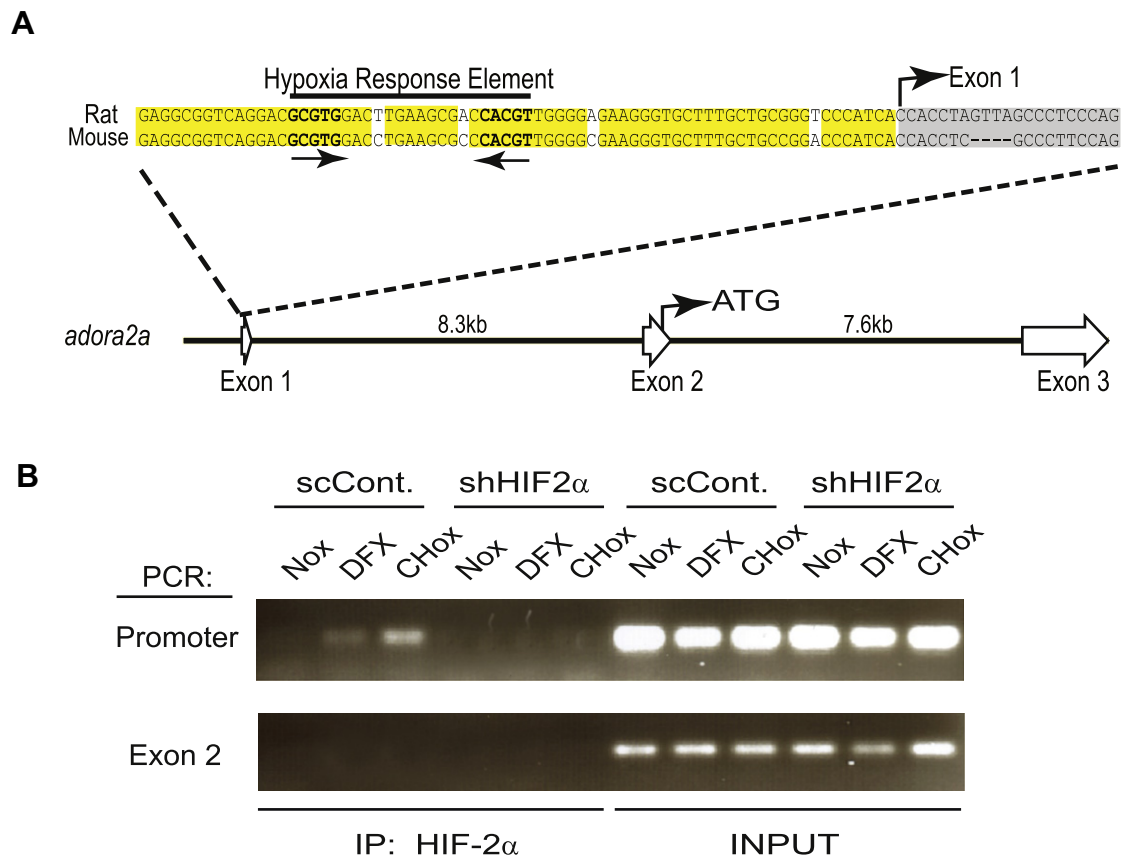 A
Hypoxia Response Element
Exon 1
Rat GAGGCGGTCAGGACGCGTGGACTTGAAGCGACCACGTTGGGGAGAAGGGTGCTTTGCTGCGGGTCCCATCACCACCTAGTTAGCCCTCCCAG
Mouse GAGGCGGTCAGGACGCGTGGACCTGAAGCGCCCACGTTGGGGCGAAGGGTGCTTTGCTGCCGGACCCATCACCACCTC----GCCCTTCCAG
ATG
adora2a 8.3kb 7.6kb
Exon 1 Exon 2 Exon 3
B
scCont. shHIF2α scCont. shHIF2α
Nox DFX CHox Nox DFX CHox Nox DFX CHox Nox DFX CHox
PCR:
Promoter
Exon 2
IP: HIF-2α INPUT